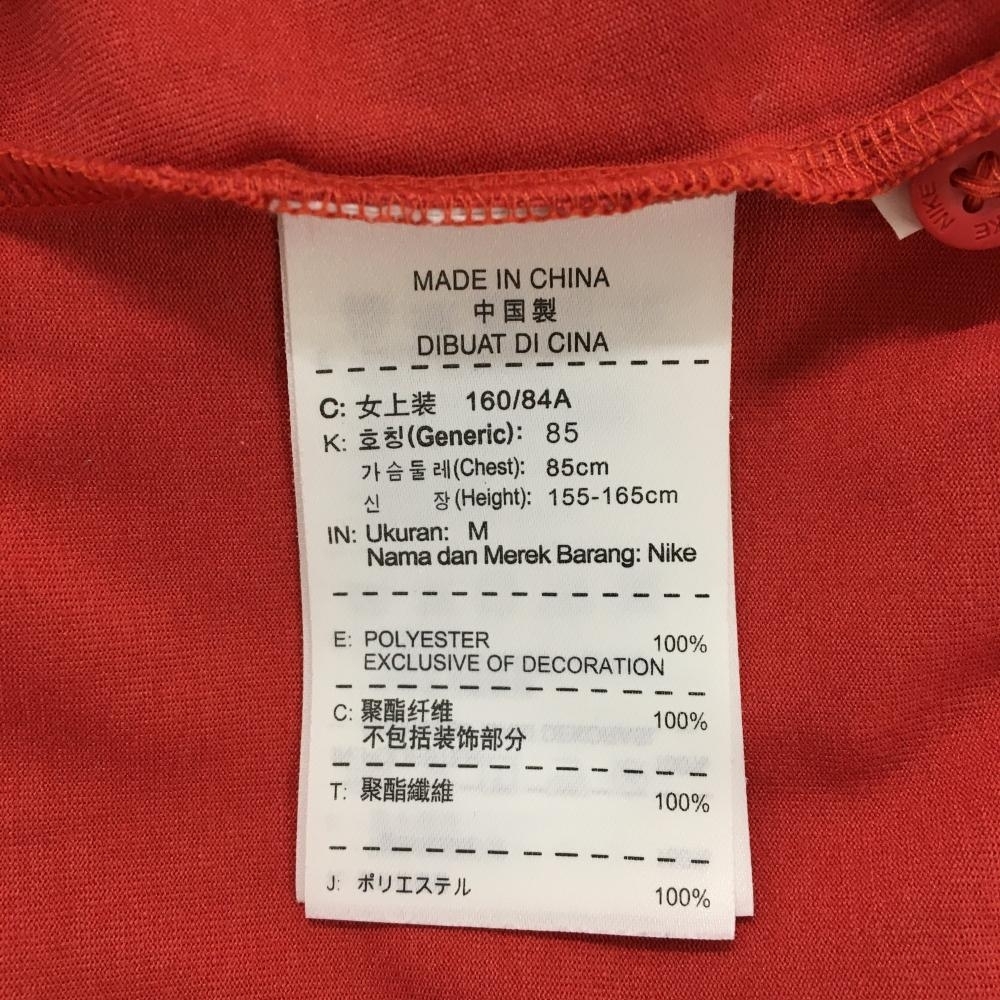 MADE IN CHINA
中国製
DIBUAT DI CINA
C: 女上装 160/84A
K: 호칭(Generic): 85
가슴둘레(Chest): 85cm
신 장(Height): 155-165cm
IN: Ukuran: M
Nama dan Merek Barang: Nike
E: POLYESTER 100%
EXCLUSIVE OF DECORATION
C: 聚酯纤维 100%
不包括装饰部分
T: 聚酯纖維 100%
J: ポリエステル 100%
NIKE